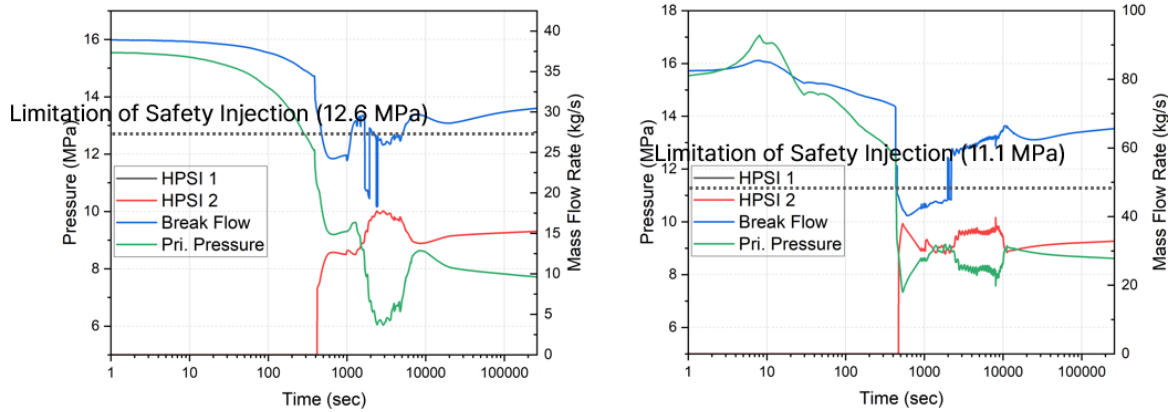 16
14
12
10
8
6
Pressure (MPa)
Limitation of Safety Injection (12.6 MPa)
HPSI 1
HPSI 2
Break Flow
Pri. Pressure
40
35
30
25
20
15
10
5
0
Mass Flow Rate (kg/s)
1 10 100 1000 10000 100000
Time (sec)
18
16
14
12
10
8
6
Pressure (MPa)
Limitation of Safety Injection (11.1 MPa)
HPSI 1
HPSI 2
Break Flow
Pri. Pressure
100
80
60
40
20
0
Mass Flow Rate (kg/s)
1 10 100 1000 10000 100000
Time (sec)